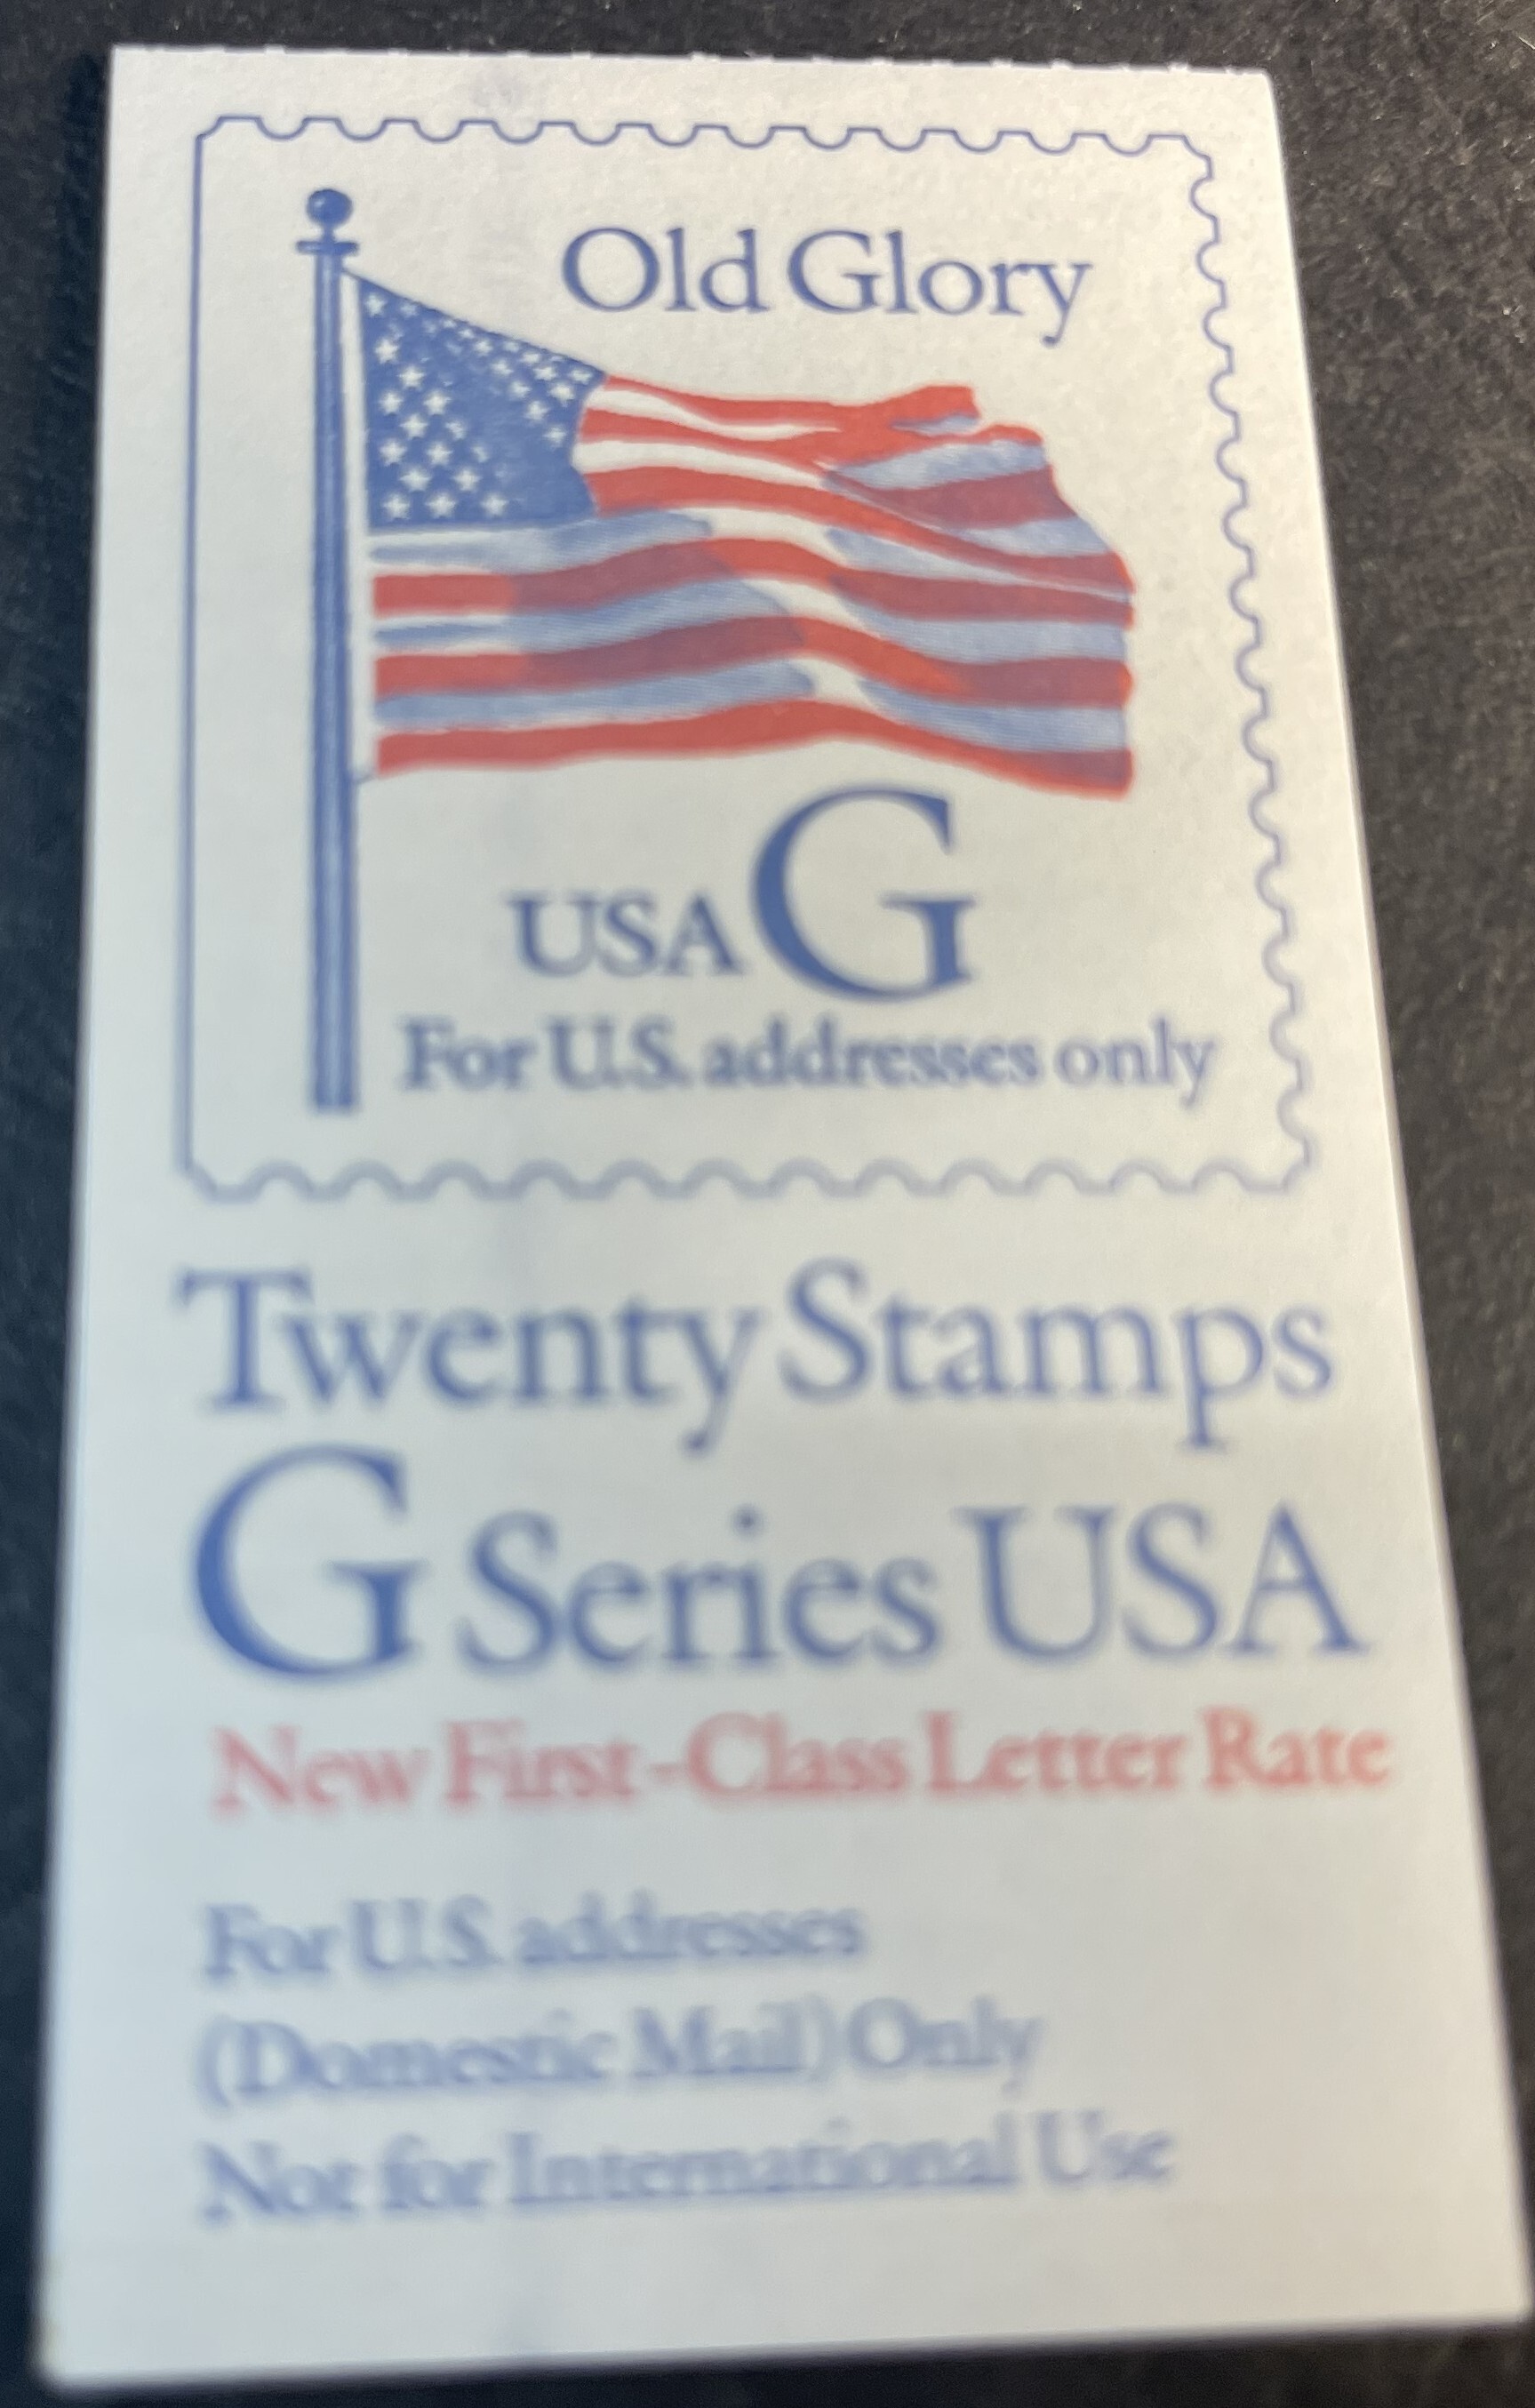 Old Glory
USA G
For U.S. addresses only
Twenty Stamps
G Series USA
New First-Class Letter Rate
For U.S. addresses
(Domestic Mail) Only
Not for International Use